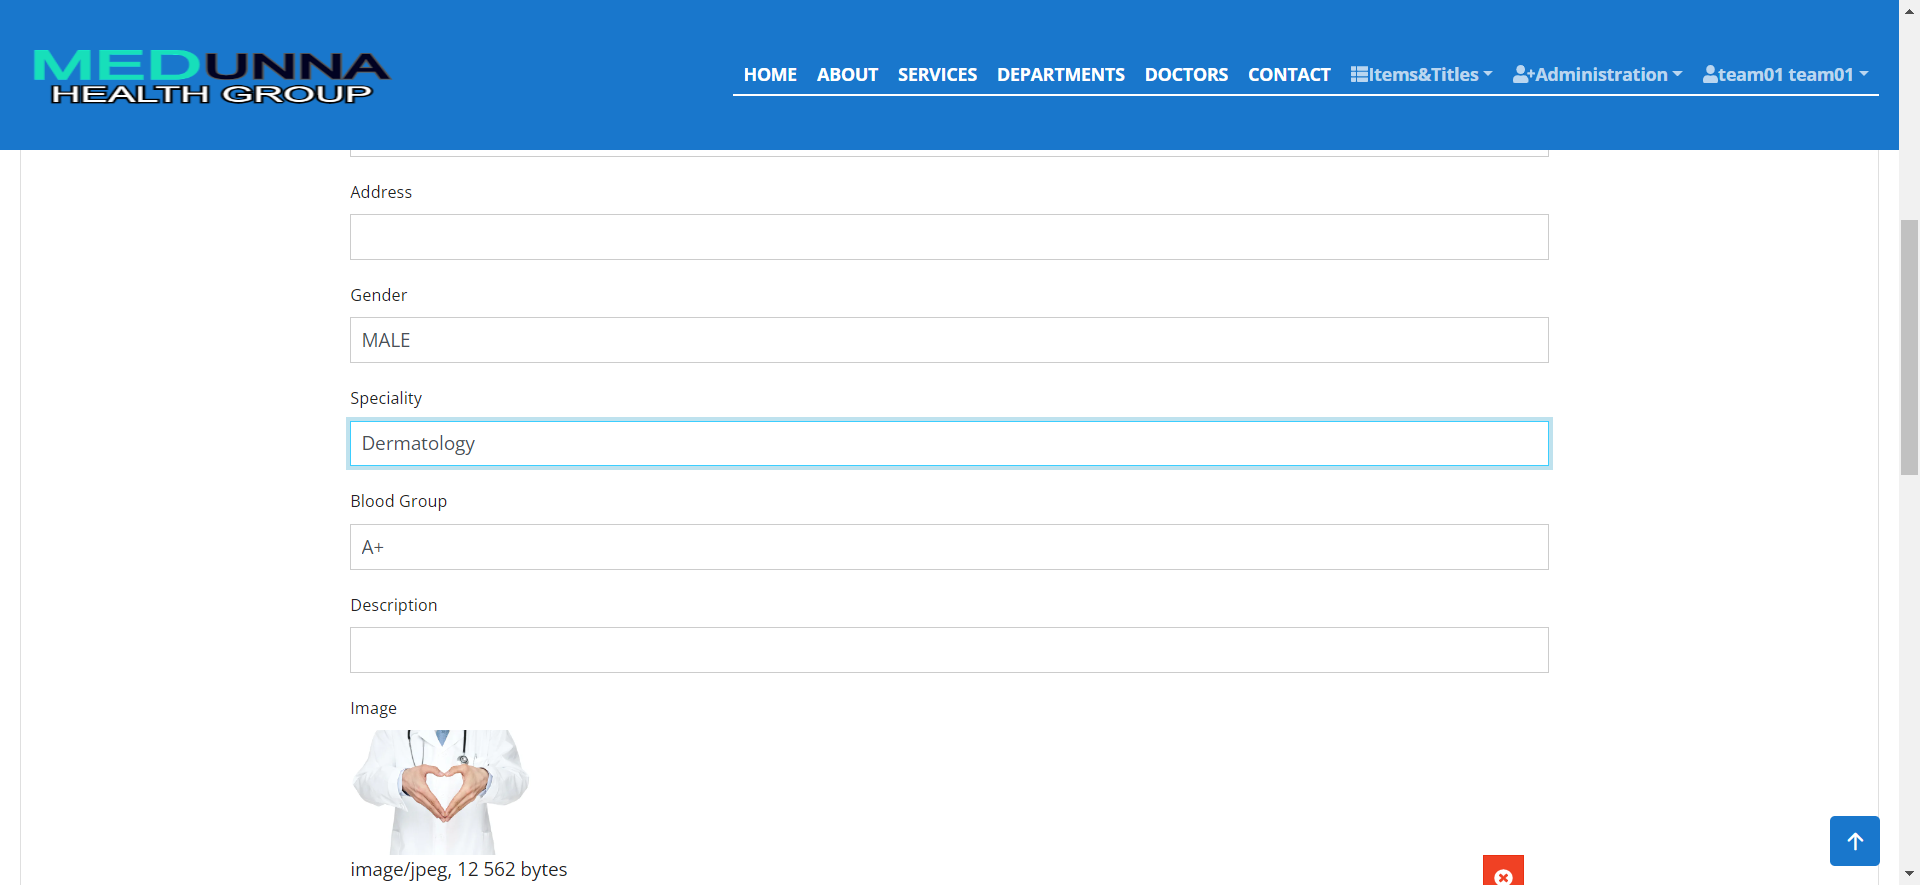 MEDUNNA
HEALTH GROUP
HOME ABOUT SERVICES DEPARTMENTS DOCTORS CONTACT Items&Titles Administration team01 team01
Address
Gender
MALE
Speciality
Dermatology
Blood Group
A+
Description
Image
image/jpeg, 12 562 bytes